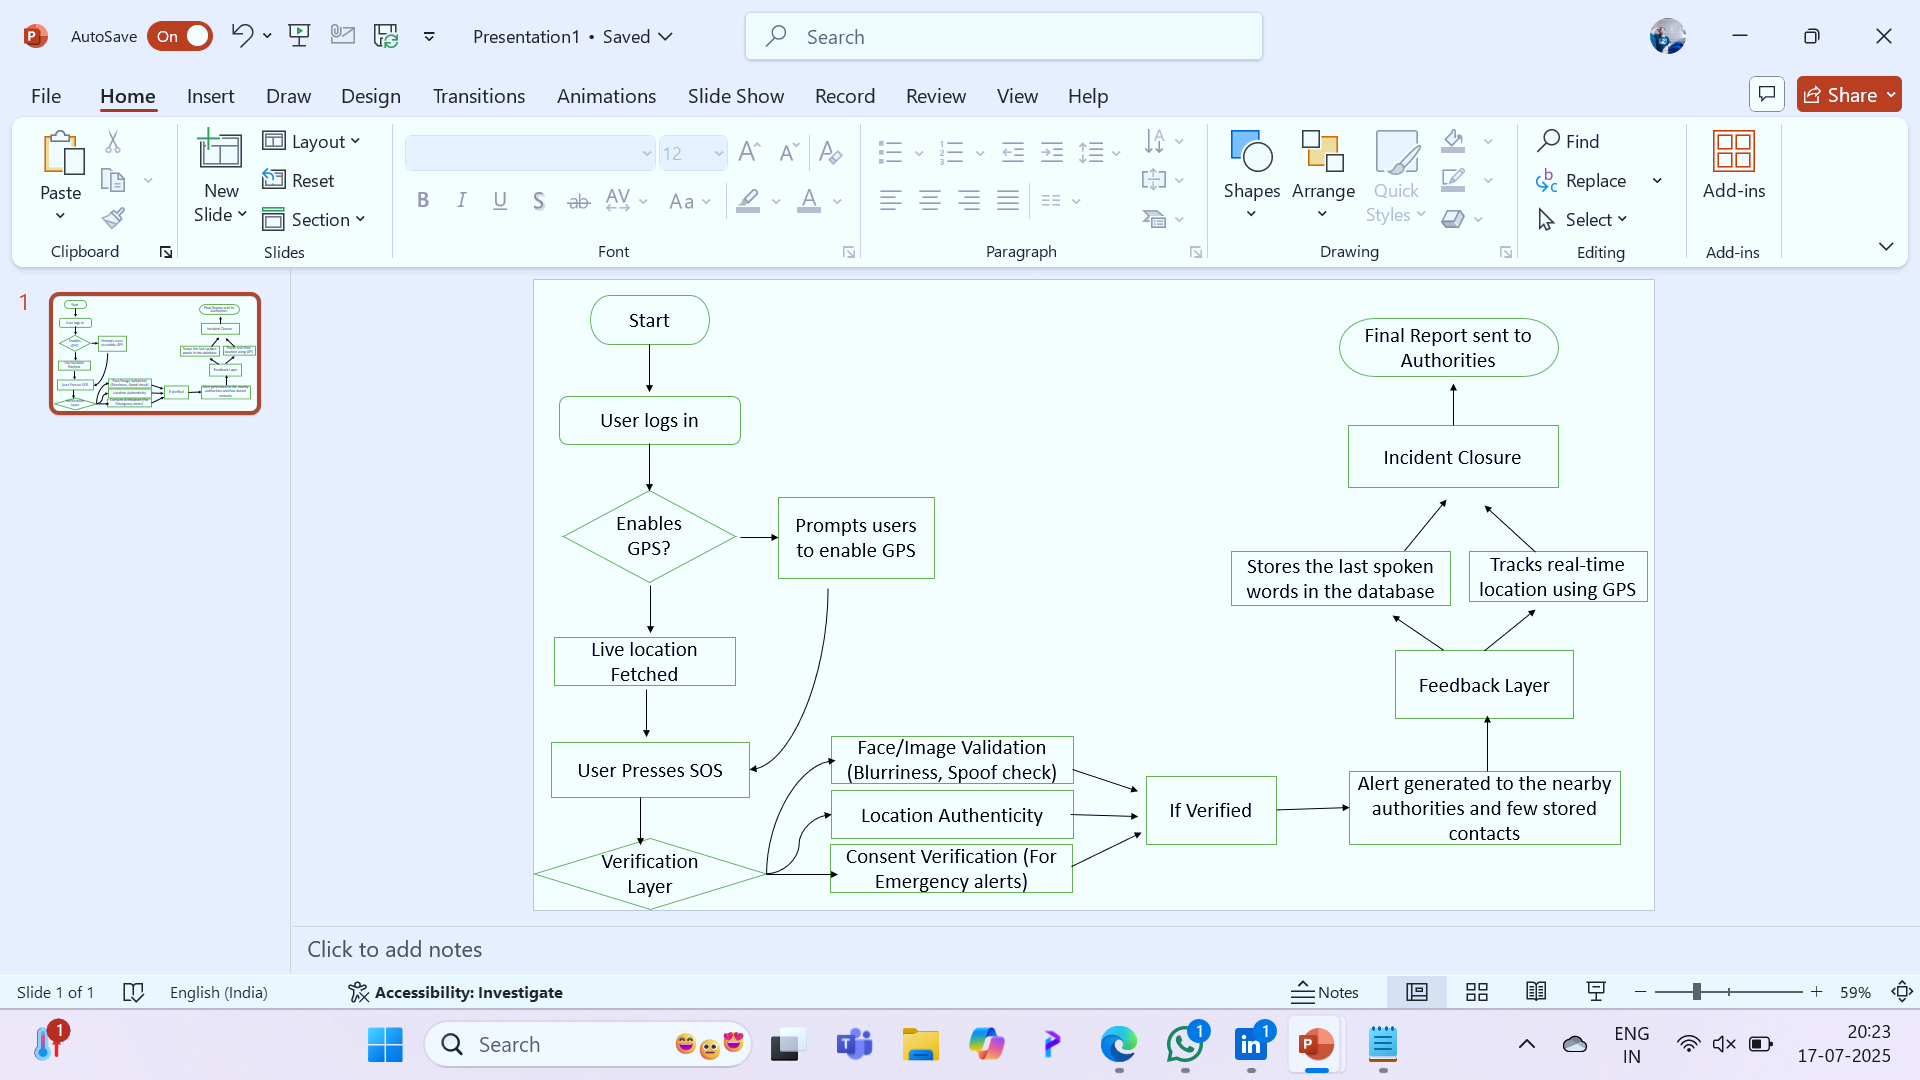 AutoSave On Presentation1 • Saved Search
File Home Insert Draw Design Transitions Animations Slide Show Record Review View Help Share
Paste
Clipboard
New
Slide
Layout
Reset
Section
Slides
12
Font
Paragraph
Shapes
Arrange
Quick
Styles
Drawing
Find
Replace
Select
Editing
Add-ins
Add-ins
1
Start
User logs in
Enables
GPS?
Prompts users
to enable GPS
Live location
Fetched
User Presses SOS
Verification
Layer
Face/Image Validation
(Blurriness, Spoof check)
Location Authenticity
Consent Verification (For
Emergency alerts)
If Verified
Alert generated to the nearby
authorities and few stored
contacts
Feedback Layer
Stores the last spoken
words in the database
Tracks real-time
location using GPS
Incident Closure
Final Report sent to
Authorities
Click to add notes
Slide 1 of 1 English (India) Accessibility: Investigate Notes 59%
1
Search
1
1
ENG
IN
20:23
17-07-2025